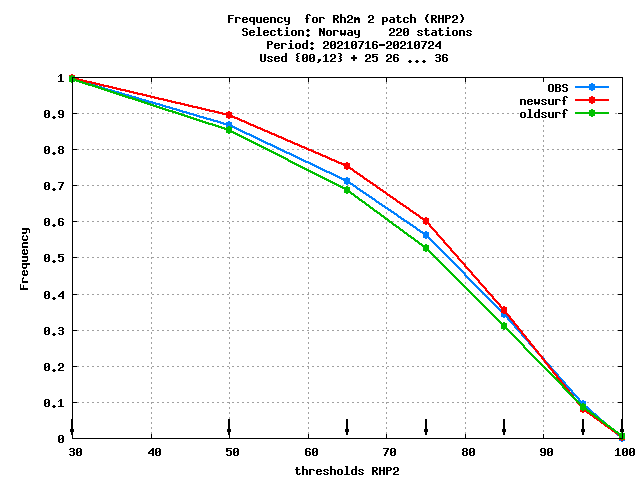 Frequency  for Rh2m 2 patch (RHP2)
Selection: Norway    220 stations
Period: 20210716-20210724
Used {00,12} + 25 26 ... 36
OBS
newsurf
oldsurf
1
0.9
0.8
0.7
0.6
0.5
0.4
0.3
0.2
0.1
0
Frequency
30 40 50 60 70 80 90 100
thresholds RHP2